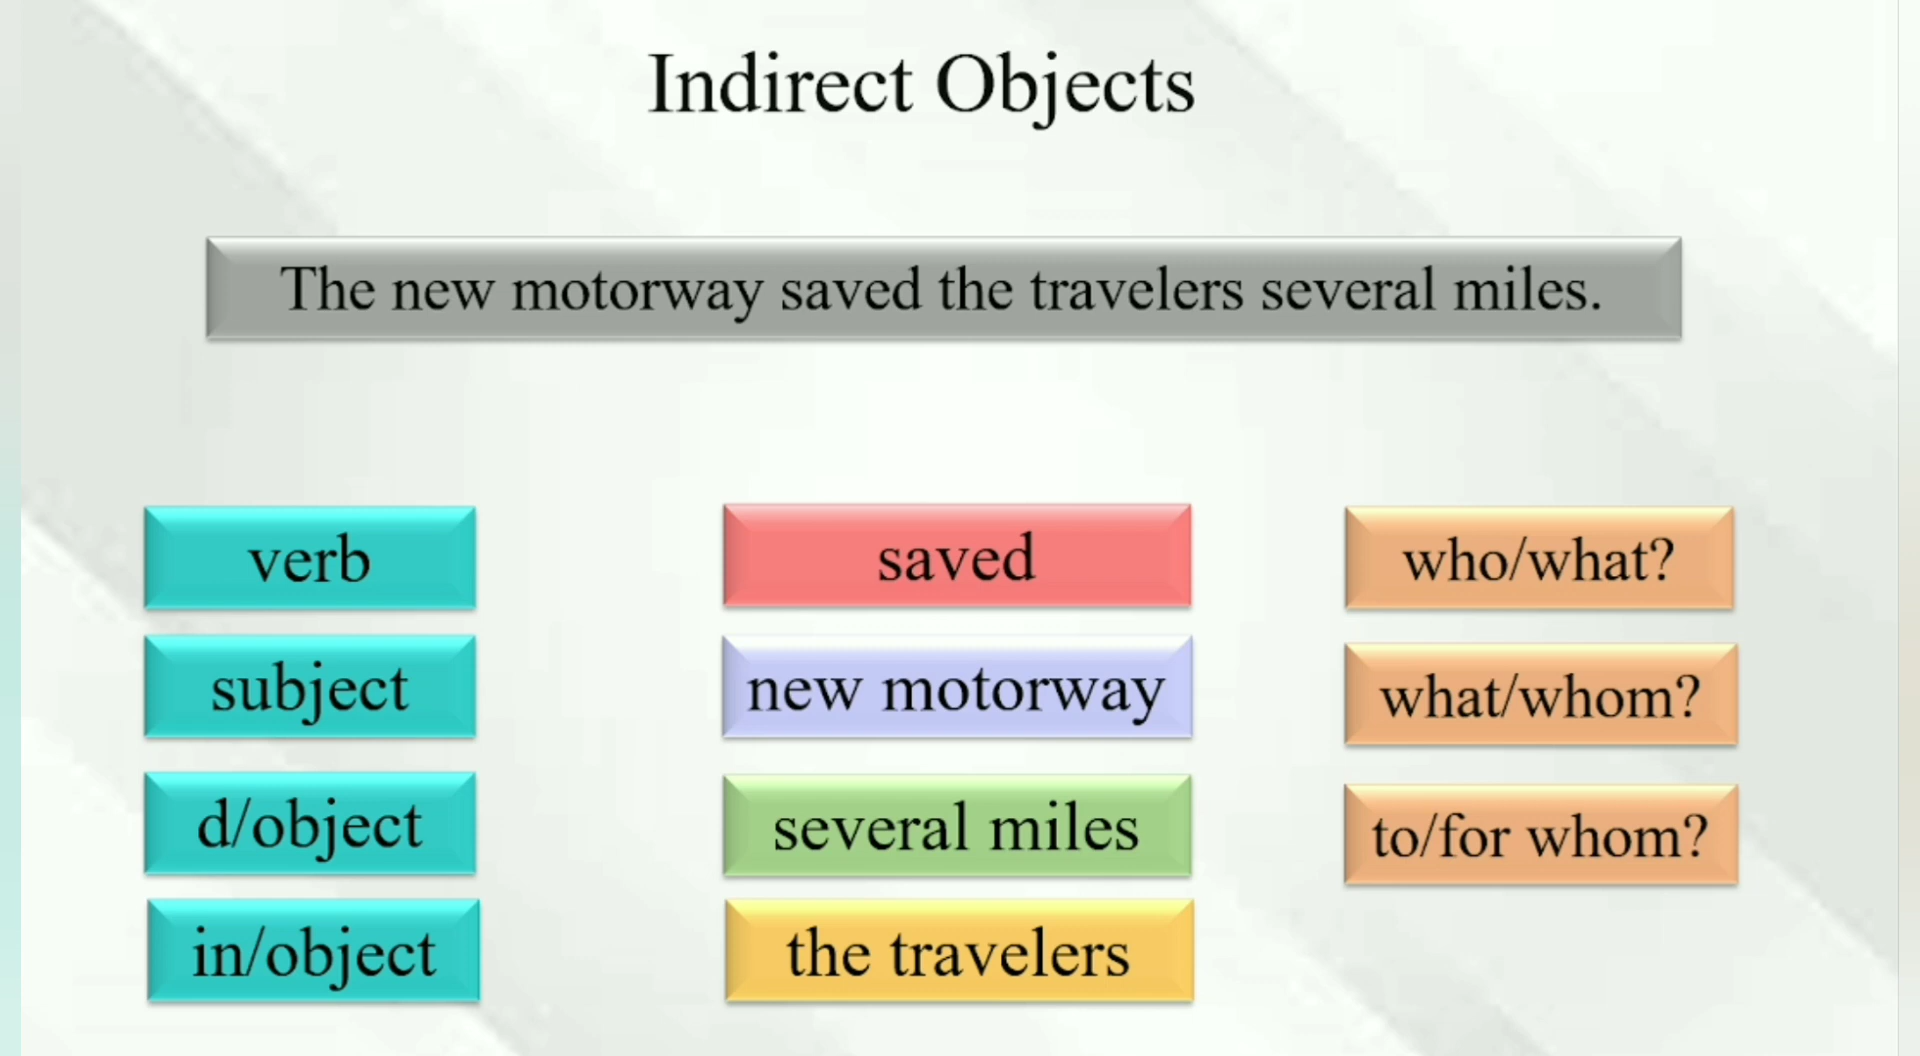 Indirect Objects
The new motorway saved the travelers several miles.
verb
saved
who/what?
subject
new motorway
what/whom?
d/object
several miles
to/for whom?
in/object
the travelers